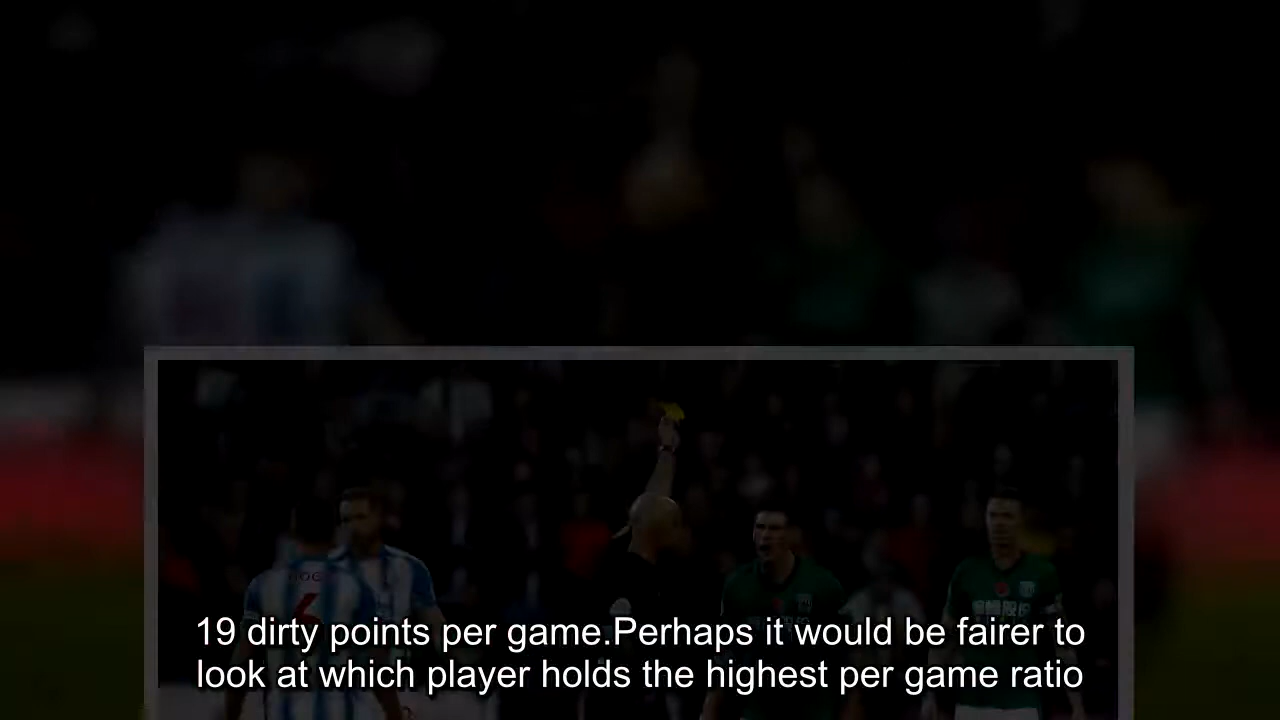 19 dirty points per game.Perhaps it would be fairer to
look at which player holds the highest per game ratio
6